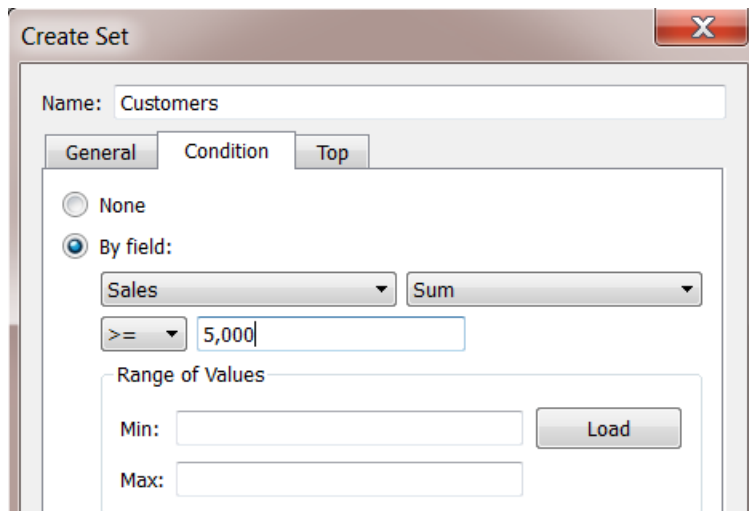 Create Set X
Name: Customers
General Condition Top
None
By field:
Sales Sum
>= 5,000
Range of Values
Min: Load
Max: